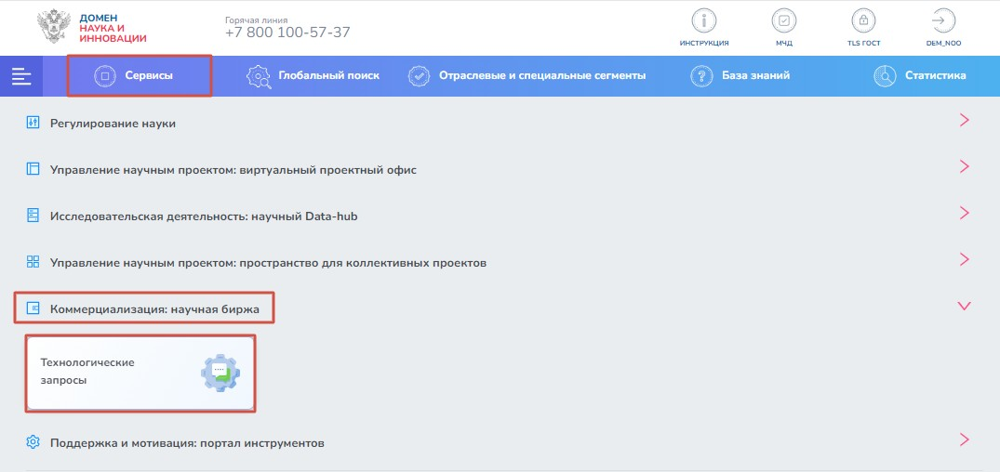 ДОМЕН
НАУКА И
ИННОВАЦИИ
Горячая линия
+7 800 100-57-37
ИНСТРУКЦИЯ
МЧД
TLS ГОСТ
DEM_NOO
Сервисы
Глобальный поиск
Отраслевые и специальные сегменты
База знаний
Статистика
Регулирование науки
Управление научным проектом: виртуальный проектный офис
Исследовательская деятельность: научный Data-hub
Управление научным проектом: пространство для коллективных проектов
Коммерциализация: научная биржа
Технологические
запросы
Поддержка и мотивация: портал инструментов